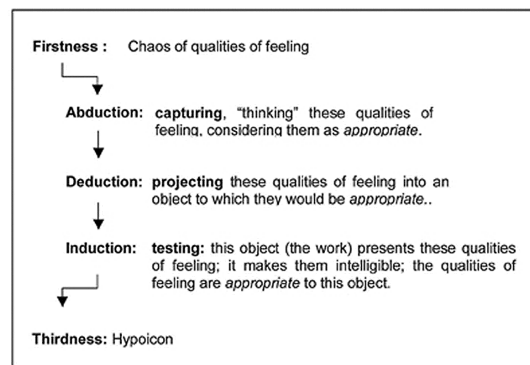 Firstness : Chaos of qualities of feeling
Abduction: capturing, “thinking” these qualities of
feeling, considering them as appropriate.
Deduction: projecting these qualities of feeling into an
object to which they would be appropriate..
Induction: testing: this object (the work) presents these qualities
of feeling; it makes them intelligible; the qualities of
feeling are appropriate to this object.
Thirdness: Hypoicon